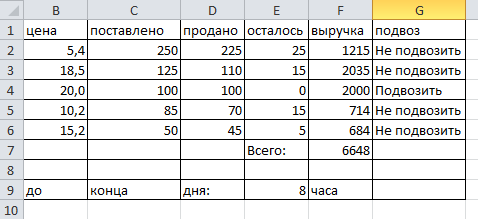 B C D E F G
1 цена поставлено продано осталось выручка подвоз
2 5,4 250 225 25 1215 Не подвозить
3 18,5 125 110 15 2035 Не подвозить
4 20,0 100 100 0 2000 Подвозить
5 10,2 85 70 15 714 Не подвозить
6 15,2 50 45 5 684 Не подвозить
7 Всего: 6648
8
9 до конца дня: 8 часа
10